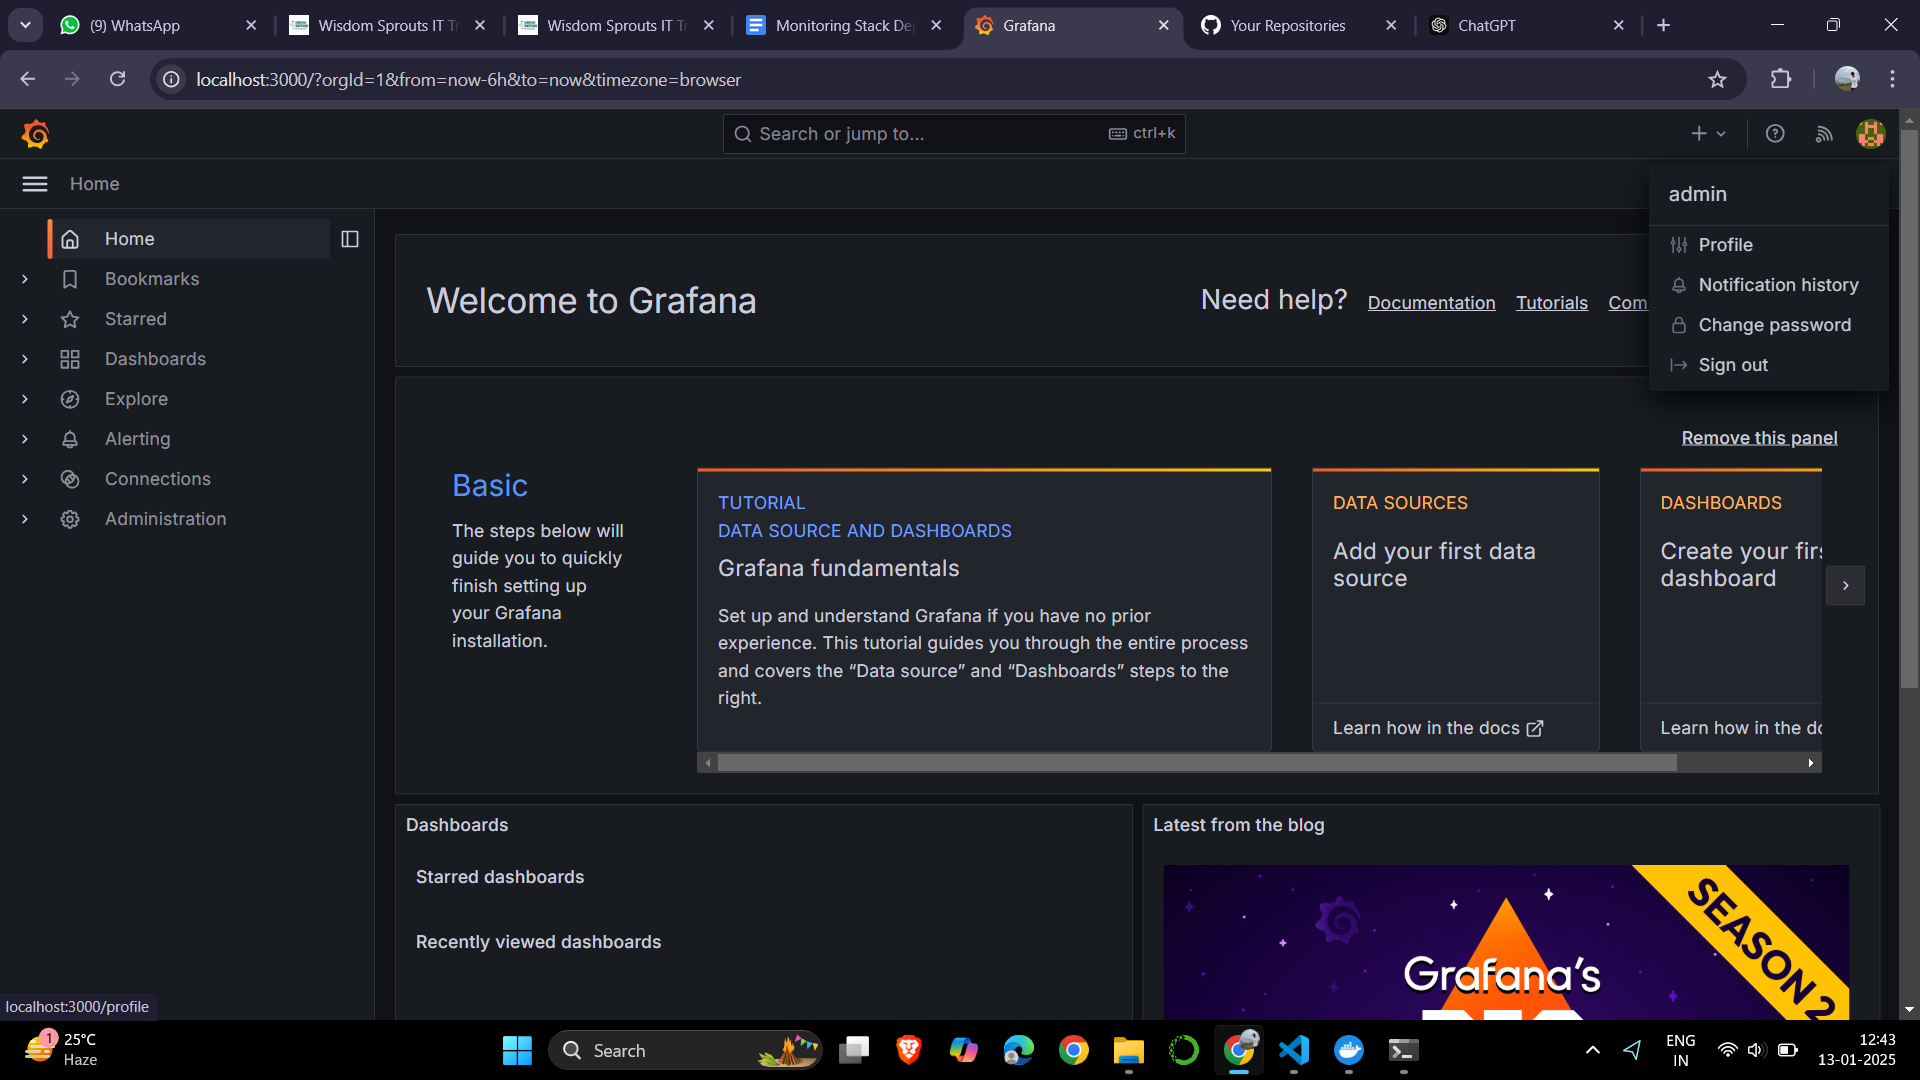 (9) WhatsApp
Wisdom Sprouts IT Tr
Wisdom Sprouts IT Tr
Monitoring Stack De
Grafana
Your Repositories
ChatGPT
localhost:3000/?orgId=1&from=now-6h&to=now&timezone=browser
Search or jump to...
ctrl+k
Home
admin
Profile
Notification history
Change password
Sign out
Home
Bookmarks
Starred
Dashboards
Explore
Alerting
Connections
Administration
Welcome to Grafana
Need help?
Documentation
Tutorials
Com
Remove this panel
Basic
The steps below will
guide you to quickly
finish setting up
your Grafana
installation.
TUTORIAL
DATA SOURCE AND DASHBOARDS
Grafana fundamentals
Set up and understand Grafana if you have no prior
experience. This tutorial guides you through the entire process
and covers the “Data source” and “Dashboards” steps to the
right.
DATA SOURCES
Add your first data
source
Learn how in the docs
DASHBOARDS
Create your firs
dashboard
Learn how in the do
Dashboards
Starred dashboards
Recently viewed dashboards
Latest from the blog
SEASON 2
Grafana's
localhost:3000/profile
1
25°C
Haze
Search
ENG
IN
12:43
13-01-2025